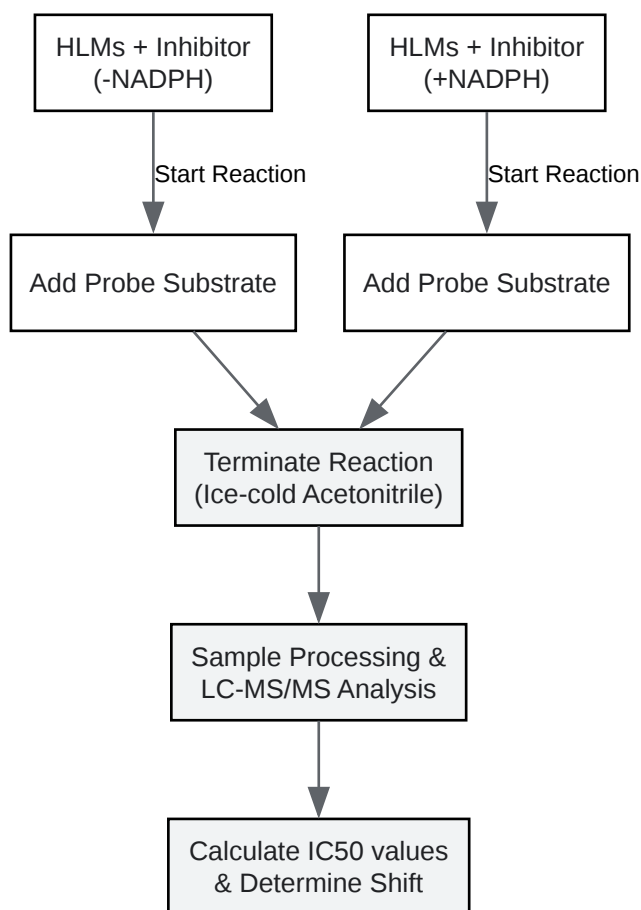 HLMs + Inhibitor
(-NADPH)
HLMs + Inhibitor
(+NADPH)
Start Reaction
Start Reaction
Add Probe Substrate
Add Probe Substrate
Terminate Reaction
(Ice-cold Acetonitrile)
Sample Processing &
LC-MS/MS Analysis
Calculate IC50 values
& Determine Shift